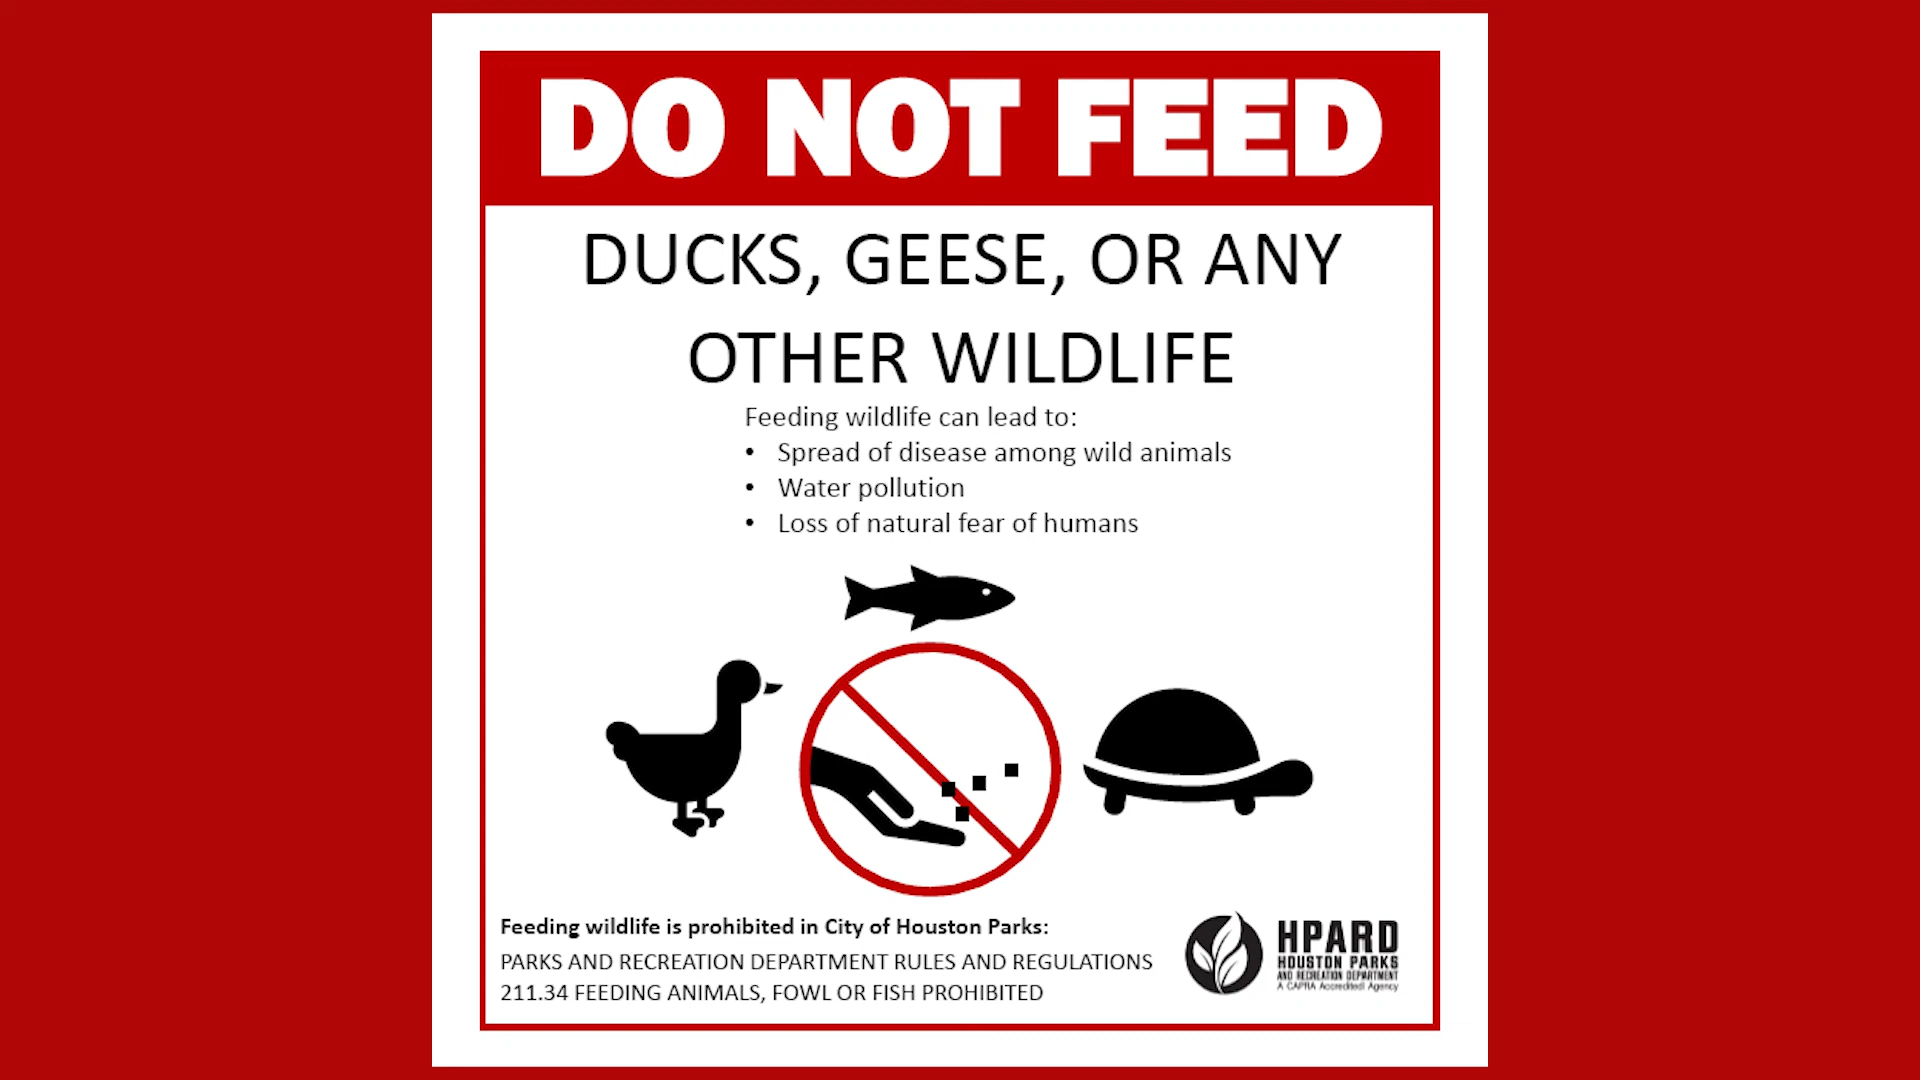 DO NOT FEED
DUCKS, GEESE, OR ANY
OTHER WILDLIFE
Feeding wildlife can lead to:
• Spread of disease among wild animals
• Water pollution
• Loss of natural fear of humans
Feeding wildlife is prohibited in City of Houston Parks:
PARKS AND RECREATION DEPARTMENT RULES AND REGULATIONS
211.34 FEEDING ANIMALS, FOWL OR FISH PROHIBITED
HPARD
HOUSTON PARKS
AND RECREATION DEPARTMENT
A CAPRA Accredited Agency